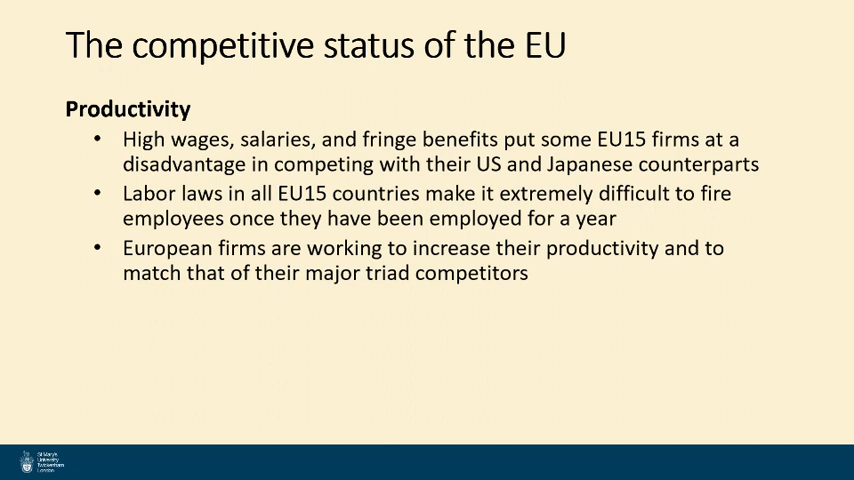 The competitive status of the EU
Productivity
• High wages, salaries, and fringe benefits put some EU15 firms at a
disadvantage in competing with their US and Japanese counterparts
• Labor laws in all EU15 countries make it extremely difficult to fire
employees once they have been employed for a year
• European firms are working to increase their productivity and to
match that of their major triad competitors
St Mary's
University
Twickenham
London